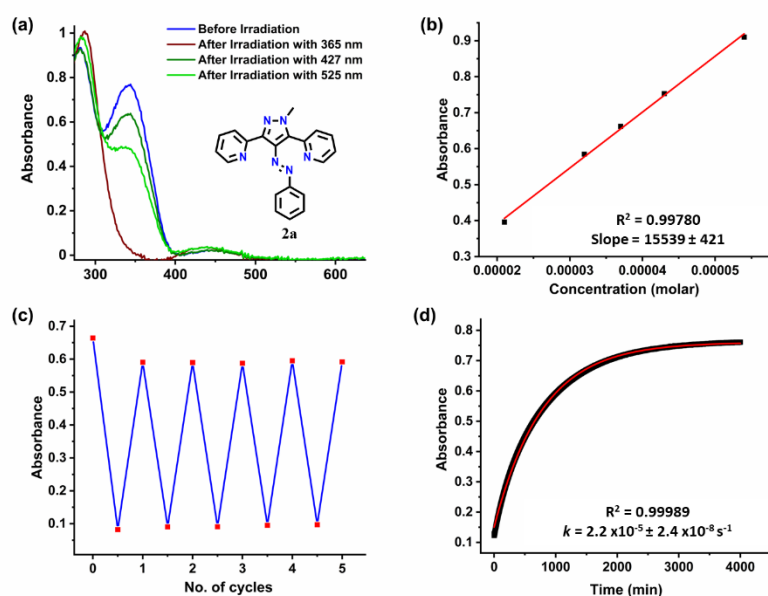 (a)
Before Irradiation
After Irradiation with 365 nm
After Irradiation with 427 nm
After Irradiation with 525 nm
1
0.8
0.6
0.4
0.2
0
300
400
500
600
Absorbance
N
N
N
N
N
N
2a
(b)
0.9
0.8
0.7
0.6
0.5
0.4
0.3
0.00002
0.00003
0.00004
0.00005
Absorbance
R² = 0.99780
Slope = 15539 ± 421
Concentration (molar)
(c)
0.7
0.6
0.5
0.4
0.3
0.2
0.1
0
1
2
3
4
5
Absorbance
No. of cycles
(d)
0.8
0.7
0.6
0.5
0.4
0.3
0.2
0.1
0
1000
2000
3000
4000
Absorbance
R² = 0.99989
k = 2.2 x10⁻⁵ ± 2.4 x10⁻⁸ s⁻¹
Time (min)